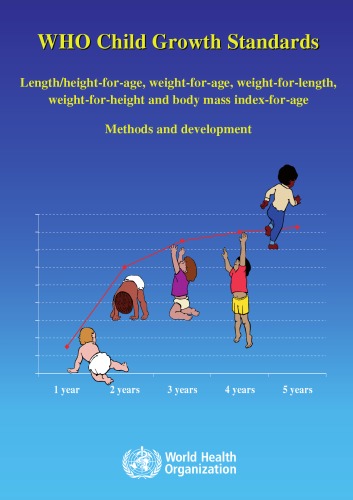 WHO Child Growth Standards
Length/height-for-age, weight-for-age, weight-for-length,
weight-for-height and body mass index-for-age
Methods and development
1 year 2 years 3 years 4 years 5 years
World Health
Organization